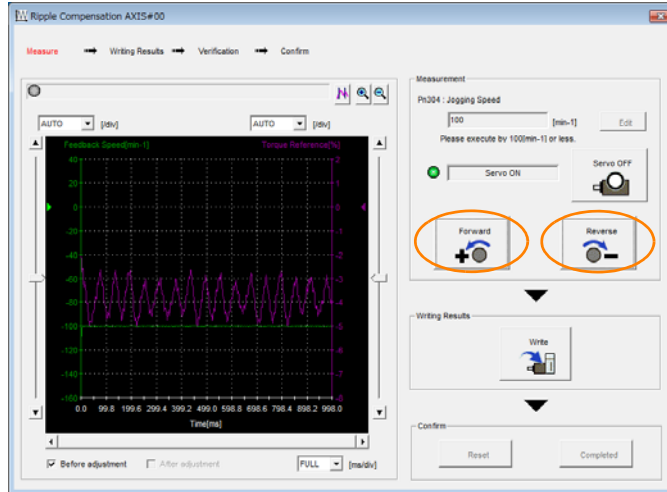 Ripple Compensation AXIS#00
Measure
Writing Results
Verification
Confirm
AUTO [/div]
AUTO [/div]
Feedback Speed[min-1] Torque Reference[%]
40
20
0
-20
-40
-60
-80
-100
-120
-140
-160
2
1
0
-1
-2
-3
-4
-5
-6
-7
-8
0.0 99.8 199.6 299.4 399.2 499.0 598.8 698.6 798.4 898.2 998.0
Time[ms]
Before adjustment
After adjustment
FULL [ms/div]
Measurement
Pn304 : Jogging Speed
100 [min-1] Edit
Please execute by 100[min-1] or less.
Servo ON
Servo OFF
Forward
Reverse
Writing Results
Write
Confirm
Reset
Completed